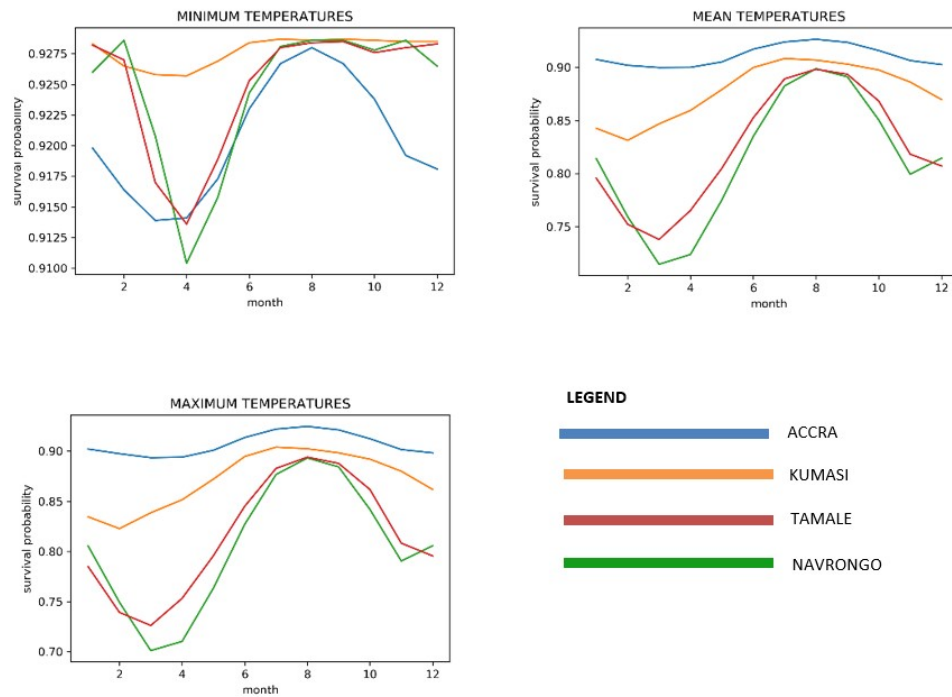 MINIMUM TEMPERATURES
survival probability
0.9275
0.9250
0.9225
0.9200
0.9175
0.9150
0.9125
0.9100
2 4 6 8 10 12
month
MEAN TEMPERATURES
survival probability
0.90
0.85
0.80
0.75
2 4 6 8 10 12
month
MAXIMUM TEMPERATURES
survival probability
0.90
0.85
0.80
0.75
0.70
2 4 6 8 10 12
month
LEGEND
ACCRA
KUMASI
TAMALE
NAVRONGO